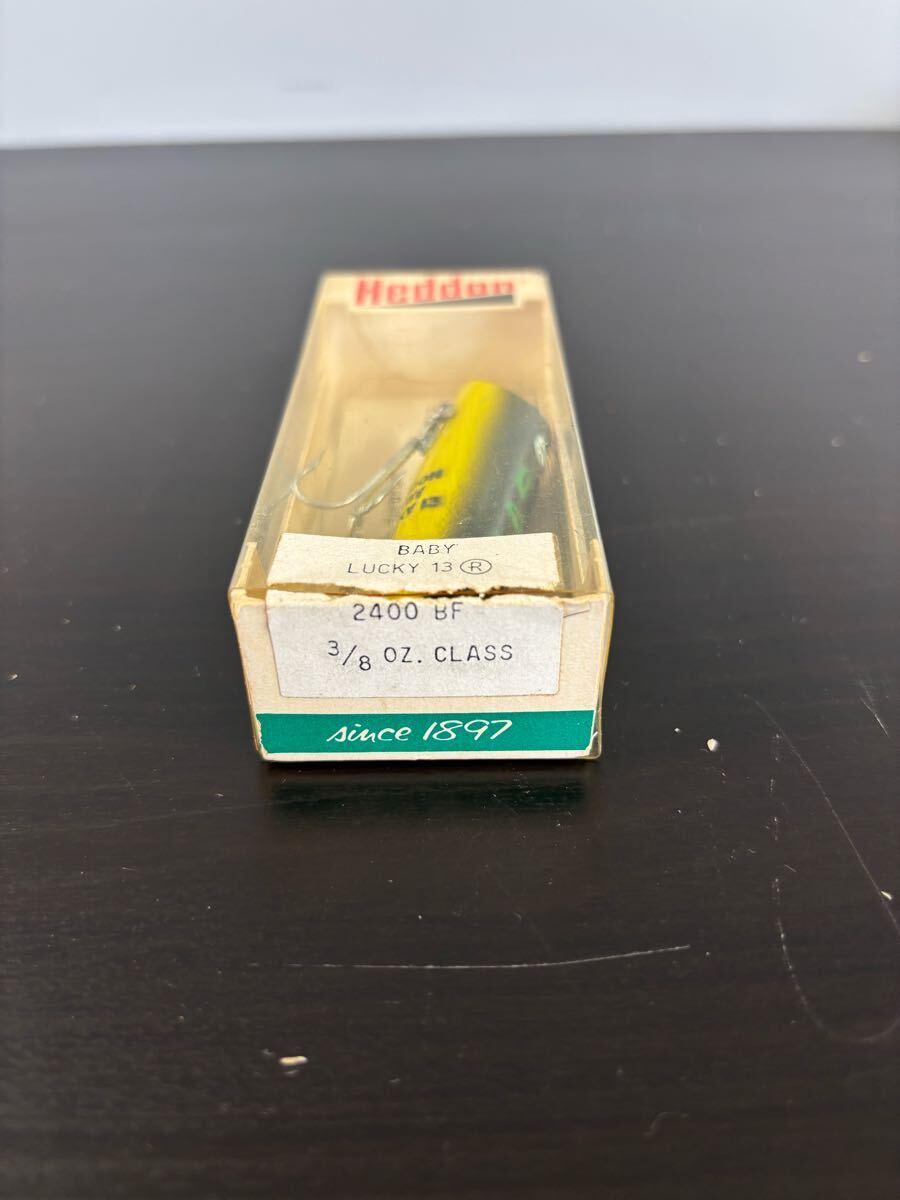 Heddon
BABY
LUCKY 13 ®
2400 BF
3/8 OZ. CLASS
since 1897